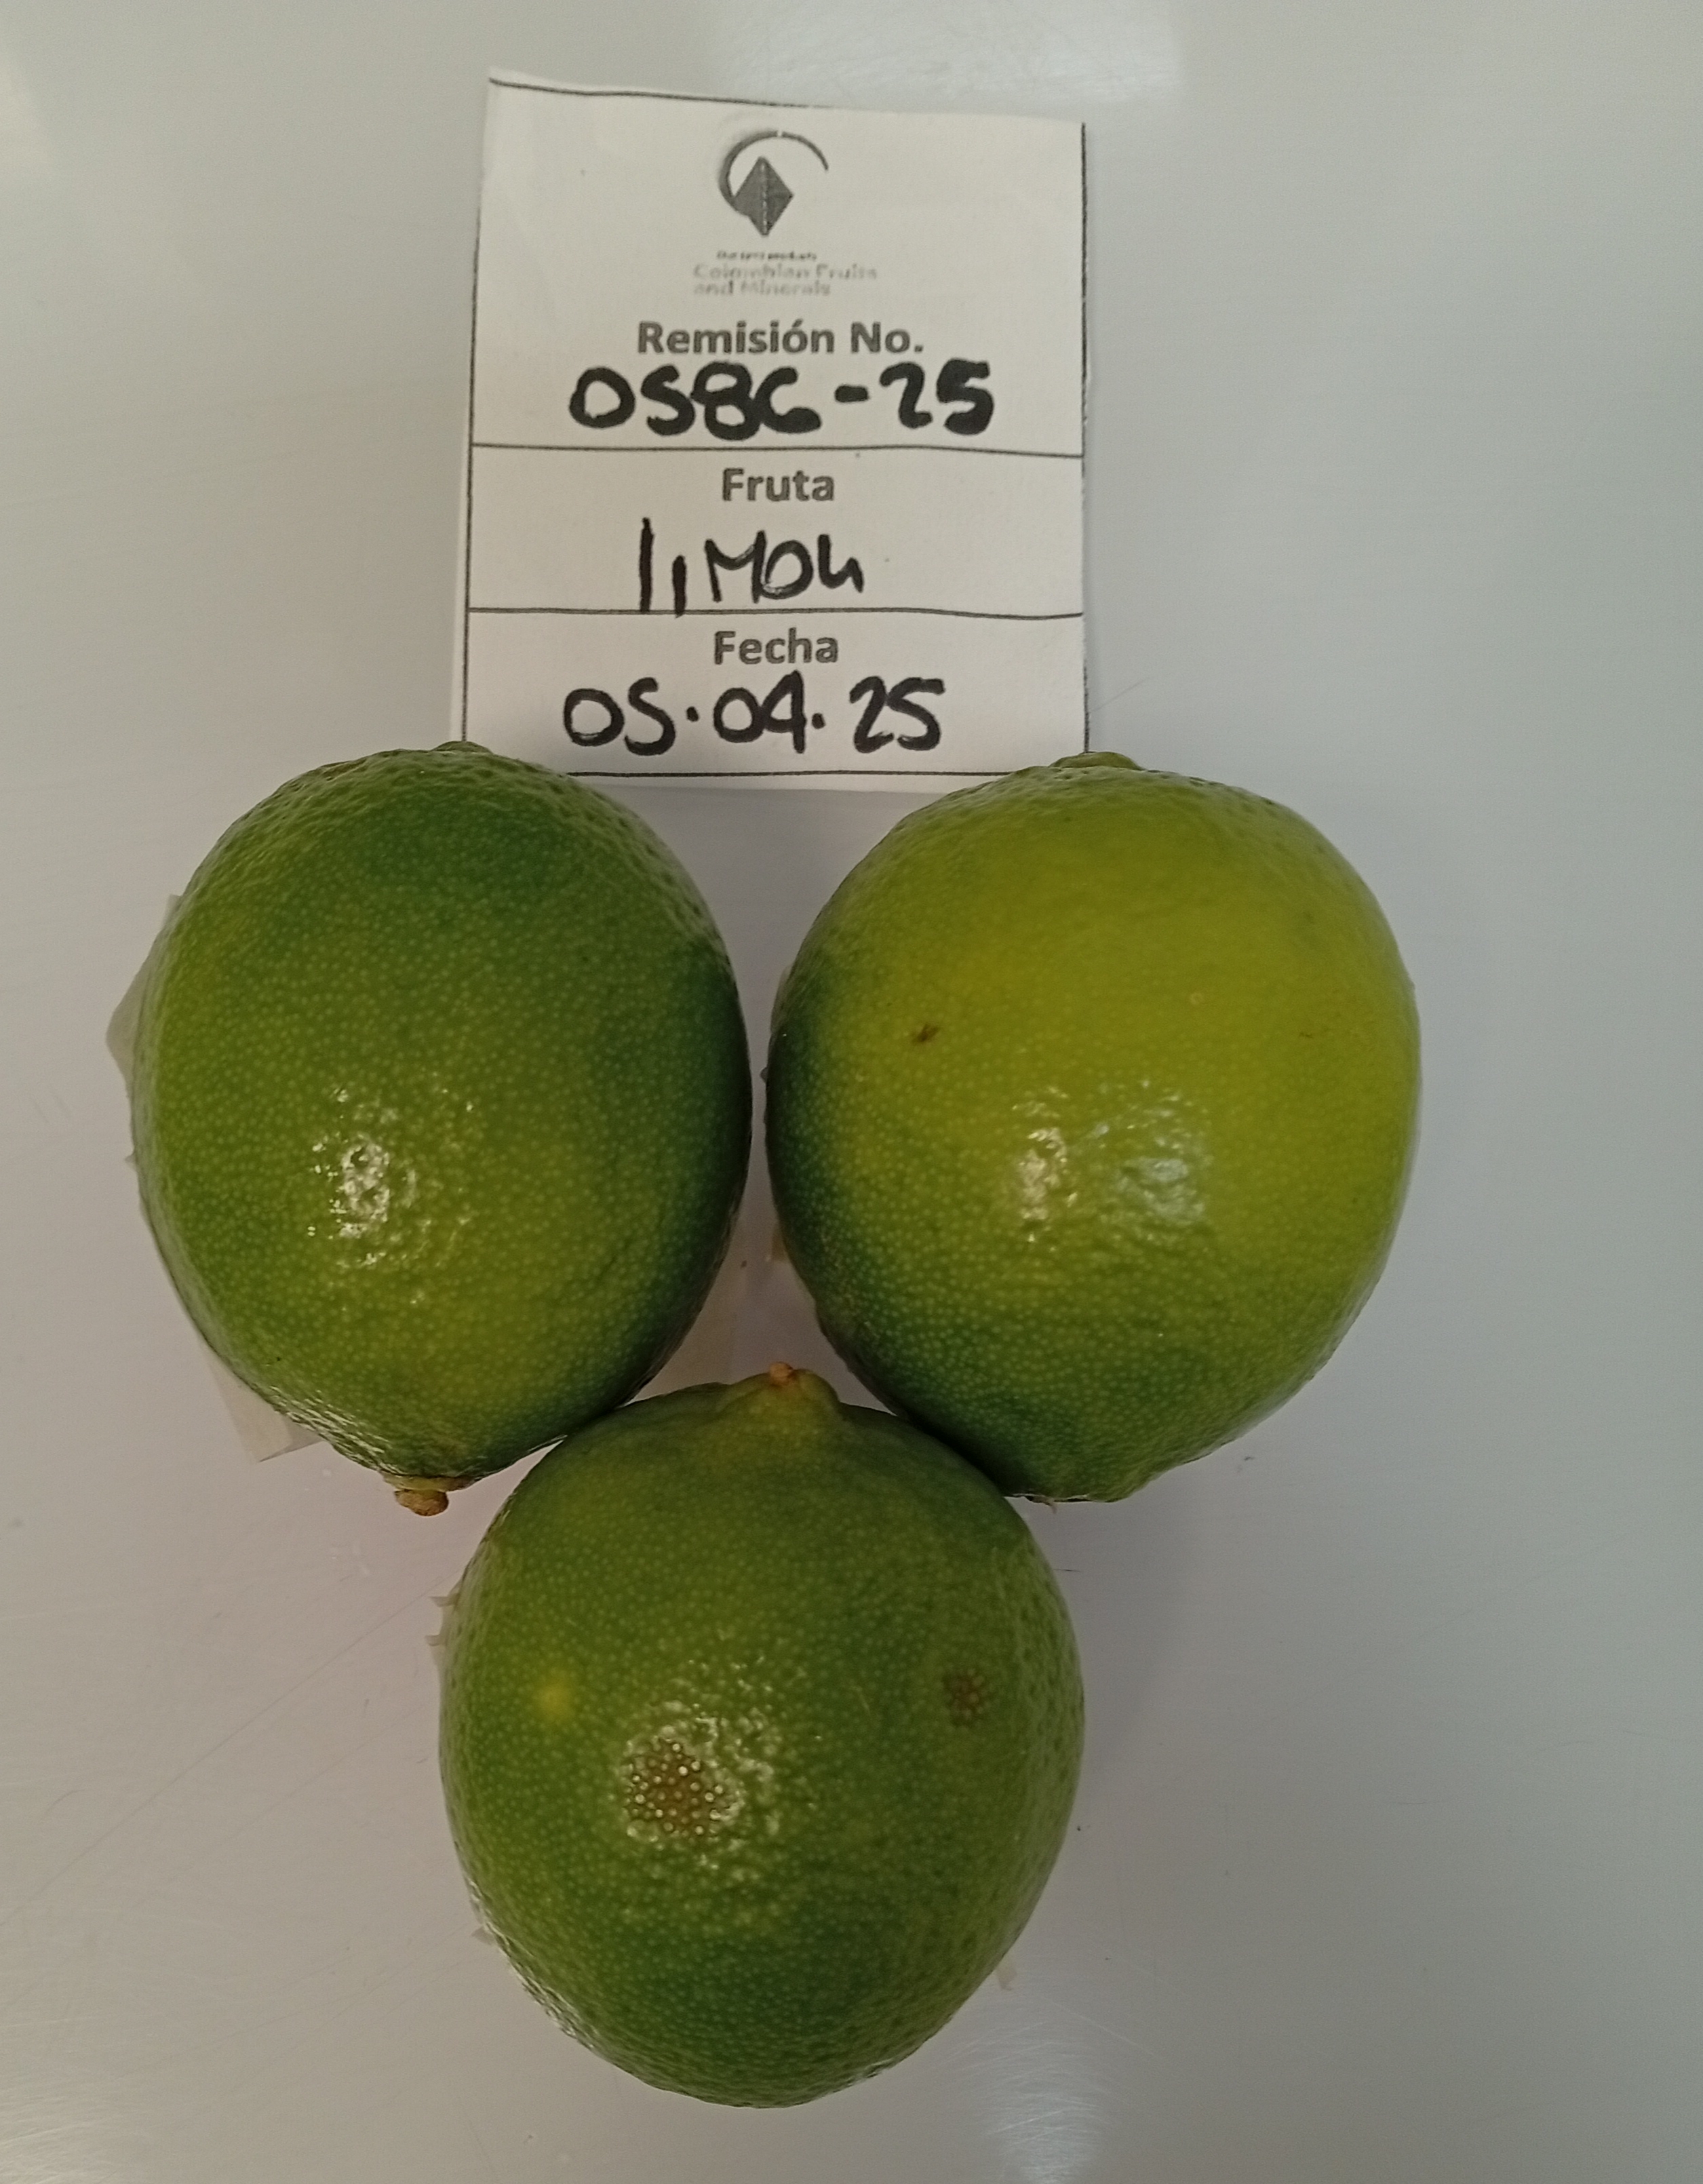 Colombian Fruits
and Minerals
Remisión No.
0586-25
Fruta
limon
Fecha
05.04.25